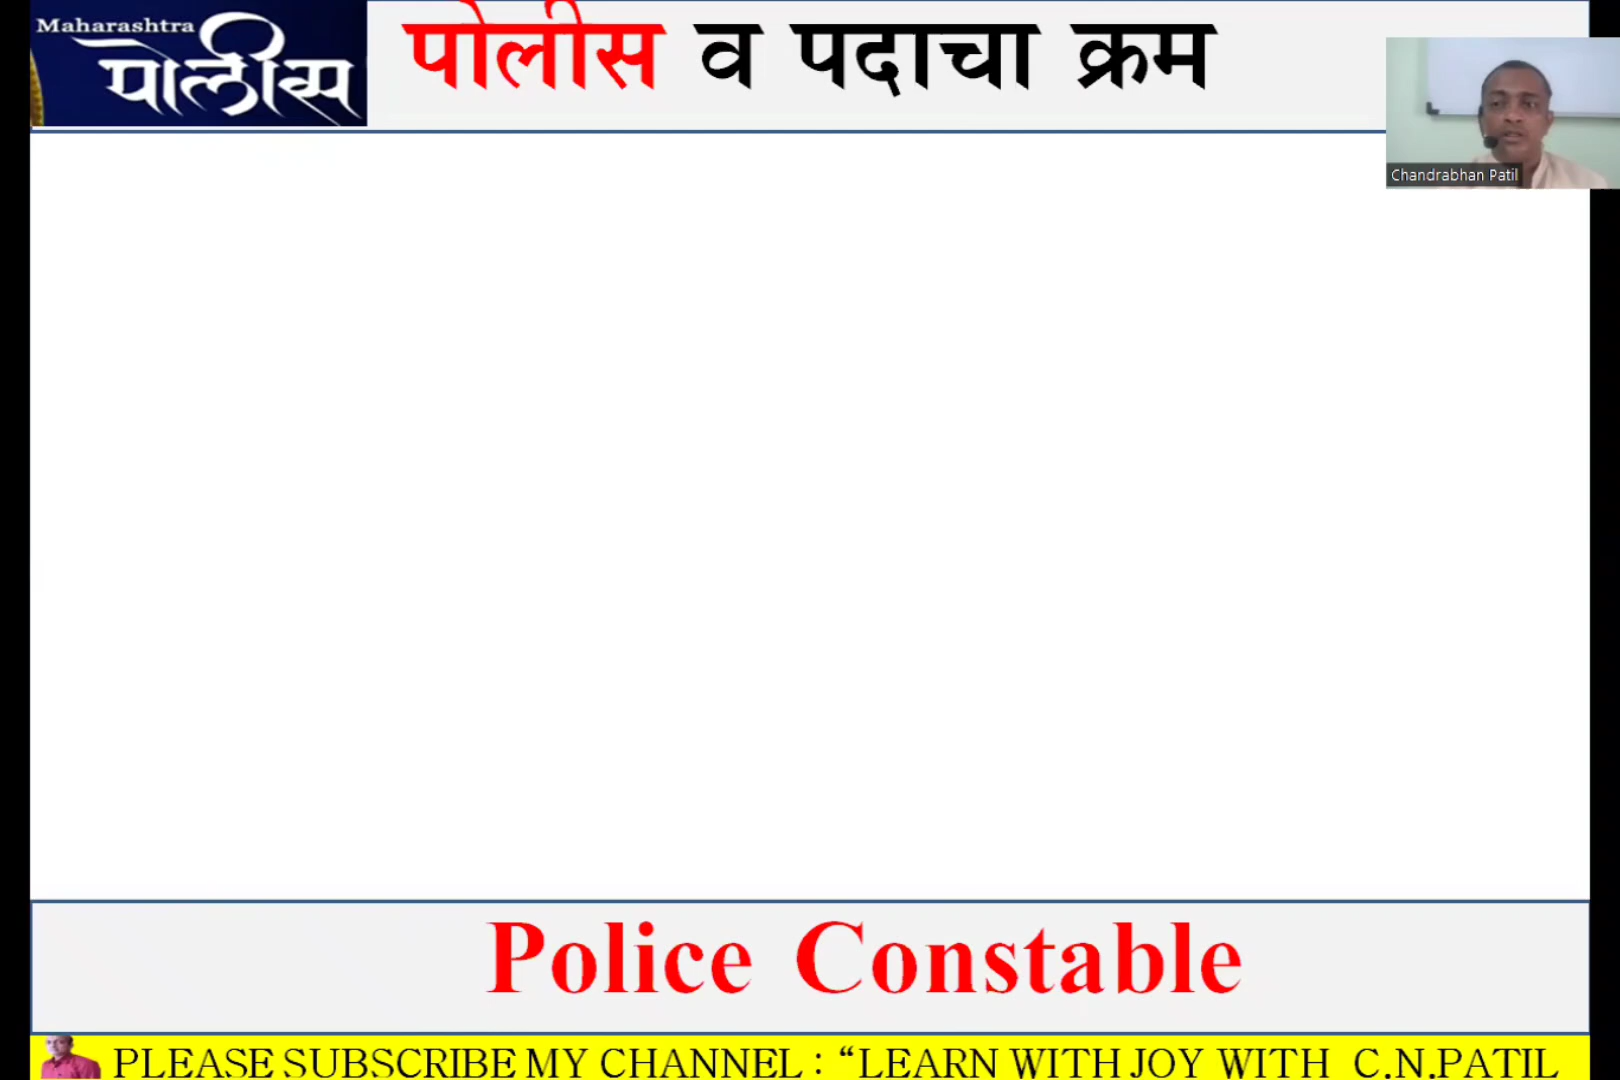 Maharashtra
पोलीस
पोलीस व पदाचा क्रम
Chandrabhan Patil
Police Constable
PLEASE SUBSCRIBE MY CHANNEL : “LEARN WITH JOY WITH C.N.PATIL